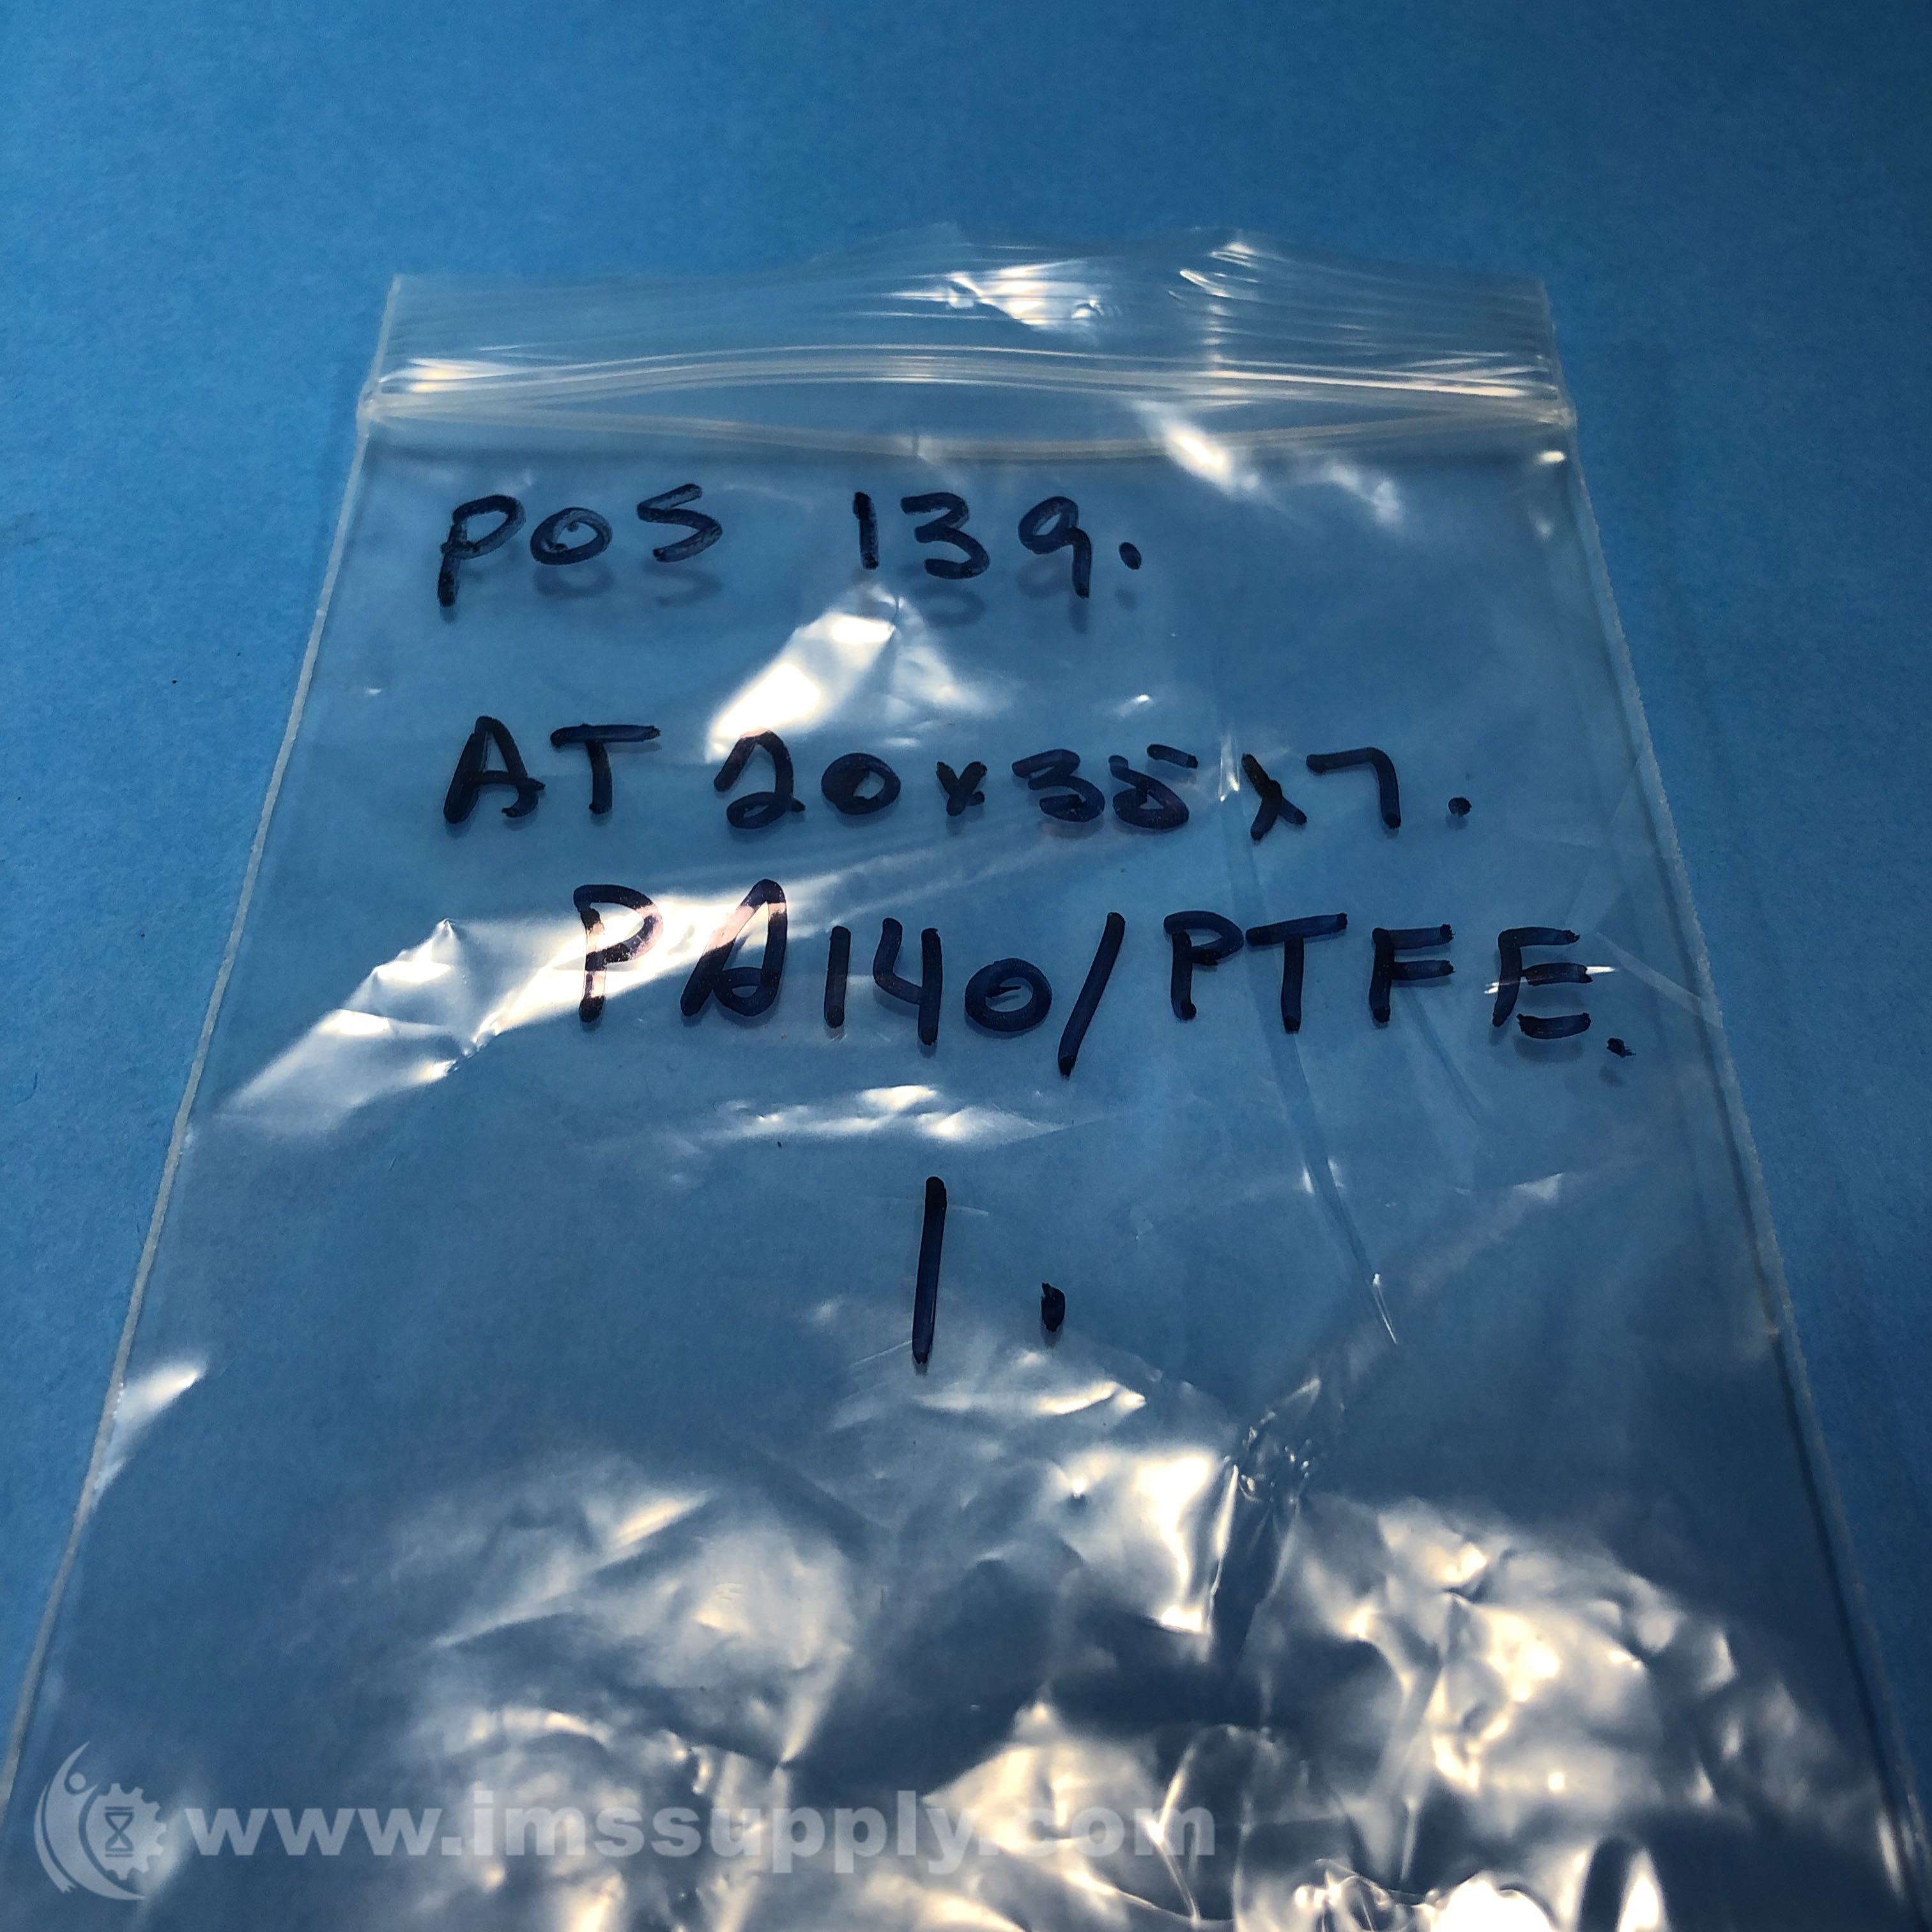 POS 139.
AT 20x35x7.
PA140/PTFE.
1.
www.imssupply.com